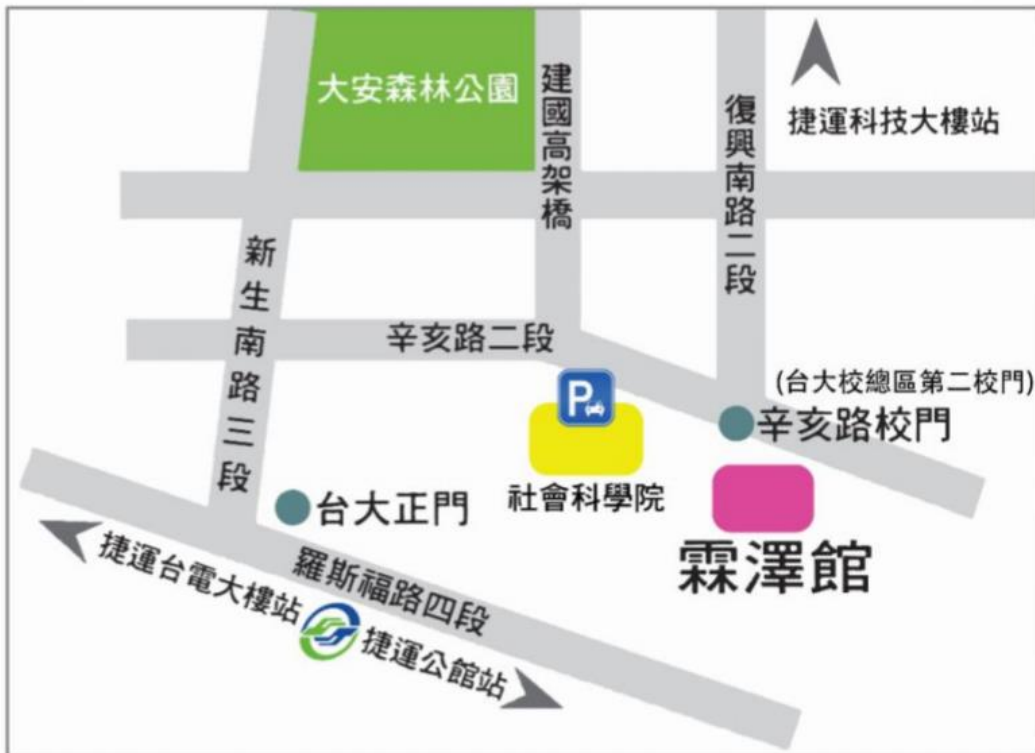 大安森林公園
建國高架橋
復興南路二段
捷運科技大樓站
新生南路三段
辛亥路二段
(台大校總區第二校門)
辛亥路校門
P
社會科學院
台大正門
霖澤館
羅斯福路四段
捷運台電大樓站
捷運公館站